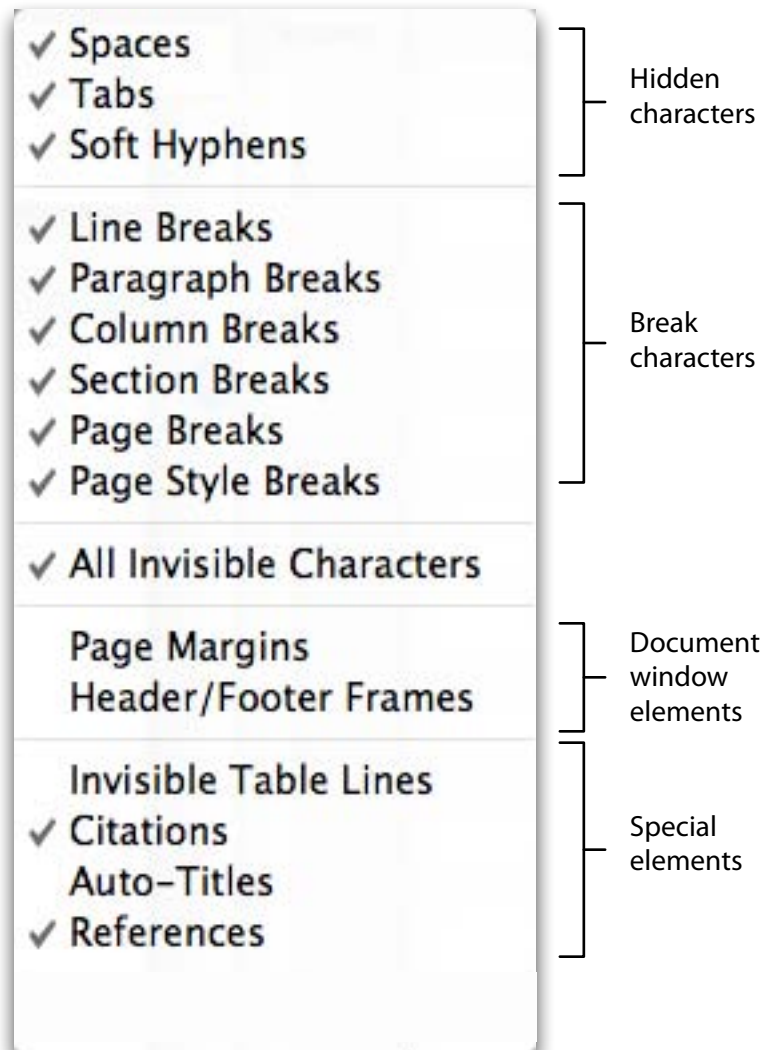 ✓ Spaces
✓ Tabs
✓ Soft Hyphens
Hidden
characters
✓ Line Breaks
✓ Paragraph Breaks
✓ Column Breaks
✓ Section Breaks
✓ Page Breaks
✓ Page Style Breaks
Break
characters
✓ All Invisible Characters
Page Margins
Header/Footer Frames
Document
window
elements
Invisible Table Lines
✓ Citations
Auto-Titles
✓ References
Special
elements